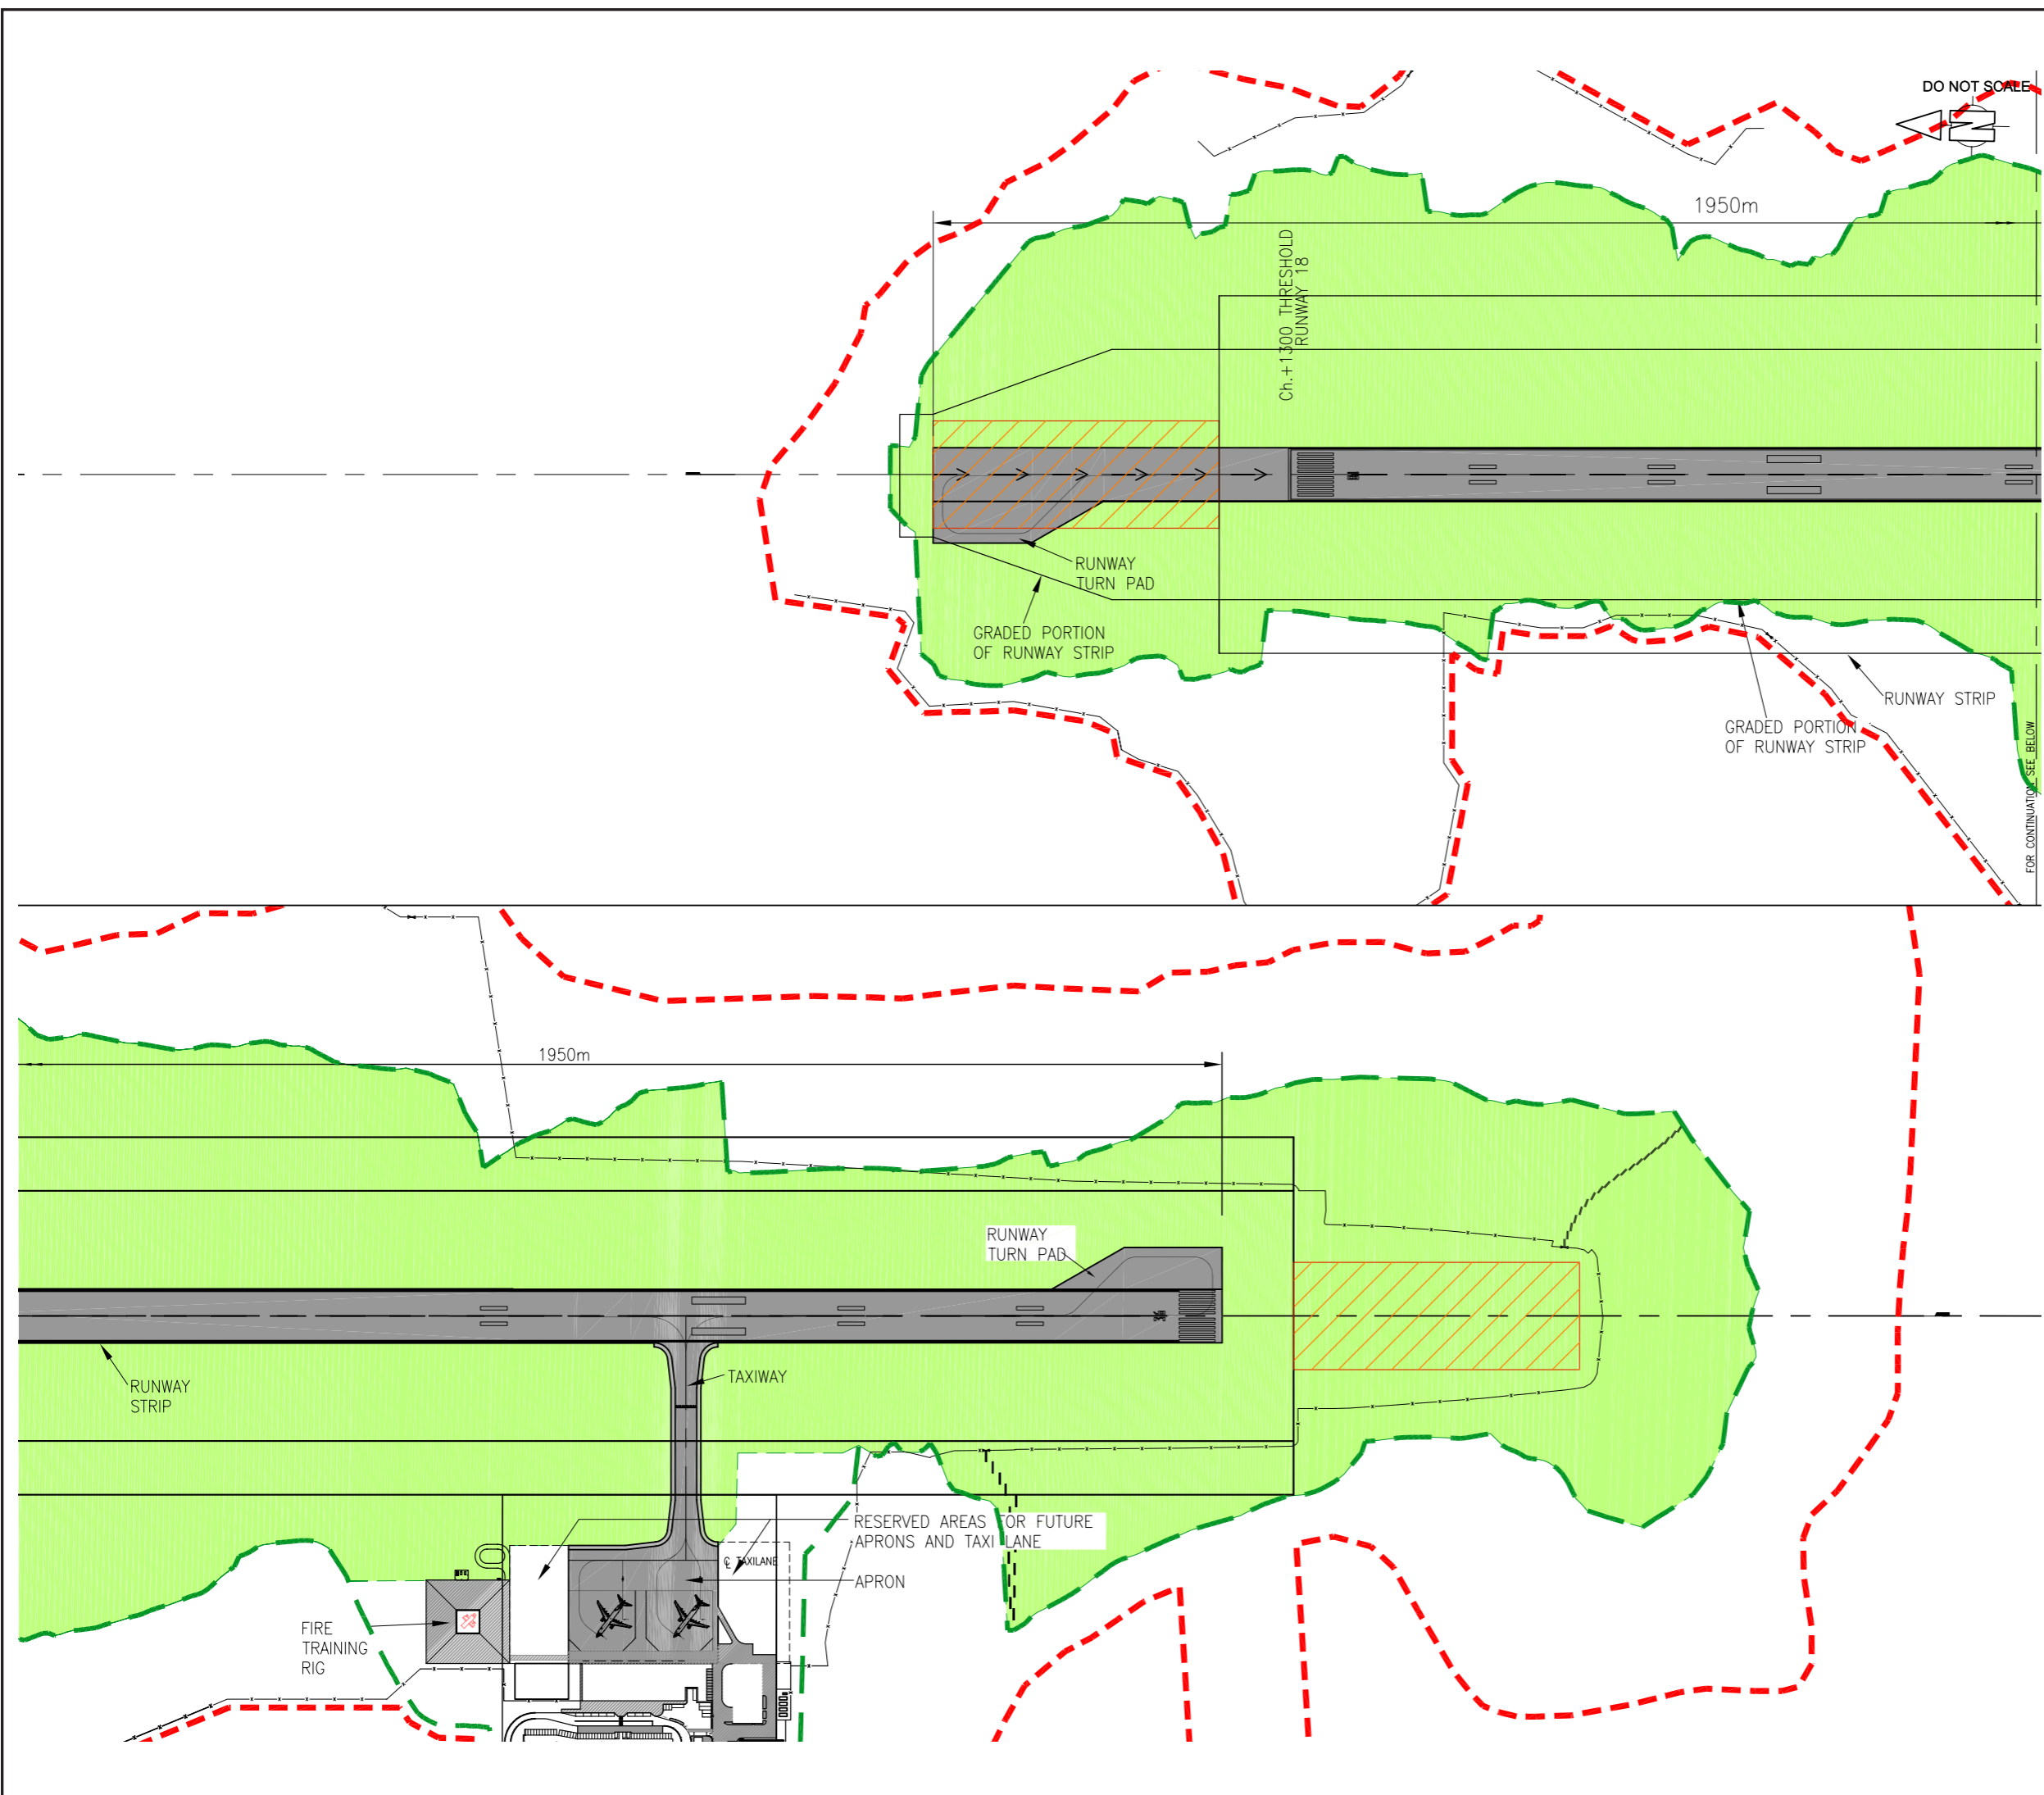 DO NOT SCALE
N
1950m
Ch.+1300 THRESHOLD
RUNWAY 18
RUNWAY
TURN PAD
GRADED PORTION
OF RUNWAY STRIP
RUNWAY STRIP
GRADED PORTION
OF RUNWAY STRIP
FOR CONTINUATION SEE BELOW
1950m
RUNWAY
TURN PAD
RUNWAY
STRIP
TAXIWAY
RESERVED AREAS FOR FUTURE
APRONS AND TAXI LANE
℄ TAXILANE
APRON
FIRE
TRAINING
RIG